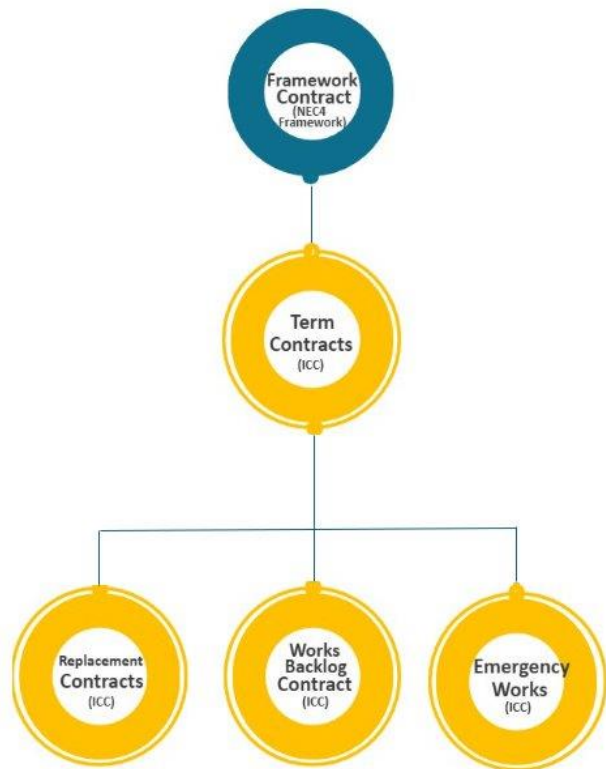 Framework
Contract
(NEC4
Framework)
Term
Contracts
(ICC)
Replacement
Contracts
(ICC)
Works
Backlog
Contract
(ICC)
Emergency
Works
(ICC)